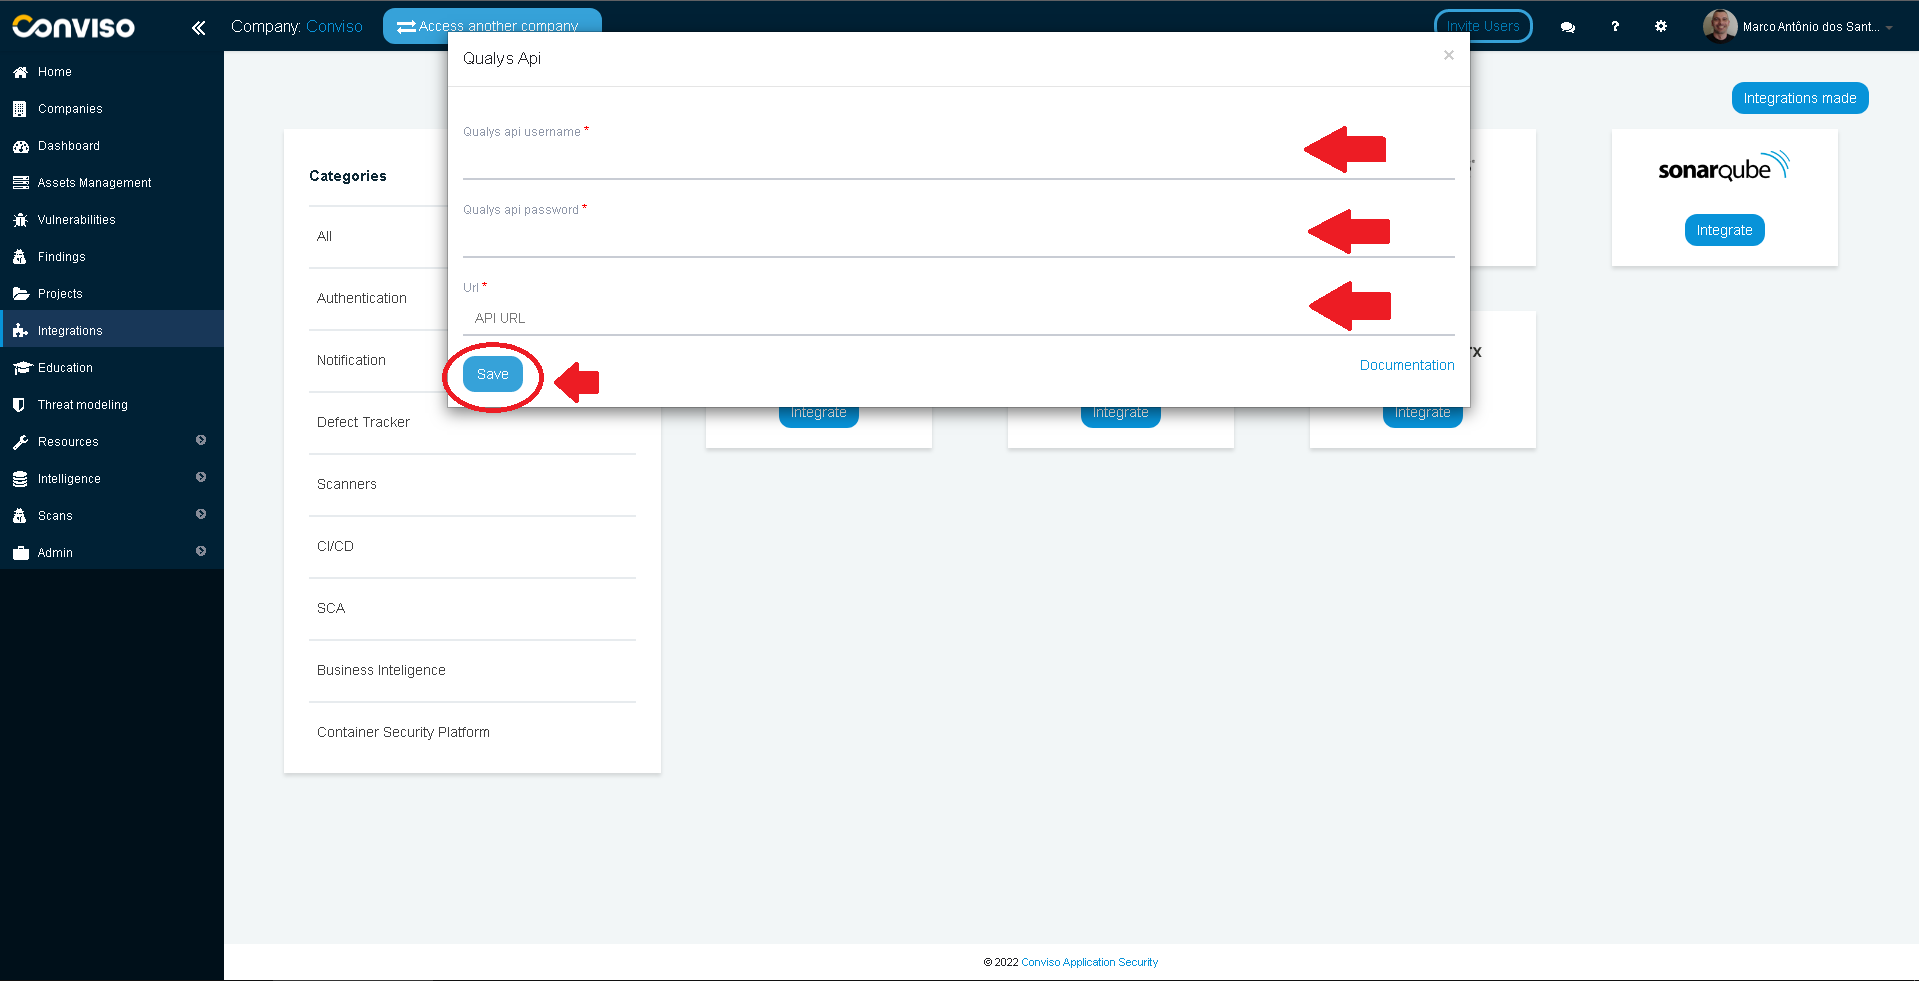 Conviso
Company: Conviso
Access another company
Invite Users
?
Marco Antônio dos Sant...
Home
Companies
Dashboard
Assets Management
Vulnerabilities
Findings
Projects
Integrations
Education
Threat modeling
Resources
Intelligence
Scans
Admin
Qualys Api
×
Qualys api username *
Qualys api password *
Url *
API URL
Save
Documentation
Integrations made
Categories
All
Authentication
Notification
Defect Tracker
Scanners
CI/CD
SCA
Business Inteligence
Container Security Platform
sonarqube
Integrate
Integrate
Integrate
Integrate
© 2022 Conviso Application Security